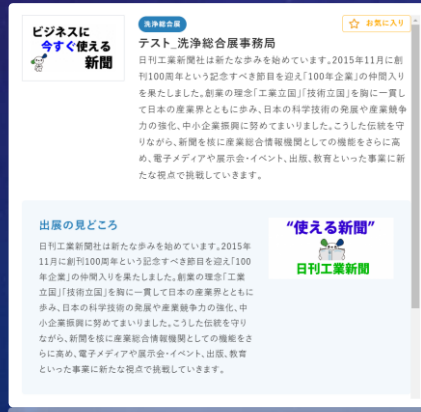 ビジネスに
今すぐ使える
新聞
洗浄総合展
お気に入り
テスト_洗浄総合展事務局
日刊工業新聞社は新たな歩みを始めています。2015年11月に創
刊100周年という記念すべき節目を迎え「100年企業」の仲間入り
を果たしました。創業の理念「工業立国」「技術立国」を胸に一貫し
て日本の産業界とともに歩み、日本の科学技術の発展や産業競争
力の強化、中小企業振興に努めてまいりました。こうした伝統を守
りながら、新聞を核に産業総合情報機関としての機能をさらに高
め、電子メディアや展示会・イベント、出版、教育といった事業に新
たな視点で挑戦していきます。
出展の見どころ
日刊工業新聞社は新たな歩みを始めています。2015年
11月に創刊100周年という記念すべき節目を迎え「100
年企業」の仲間入りを果たしました。創業の理念「工業
立国」「技術立国」を胸に一貫して日本の産業界とともに
歩み、日本の科学技術の発展や産業競争力の強化、中
小企業振興に努めてまいりました。こうした伝統を守り
ながら、新聞を核に産業総合情報機関としての機能をさ
らに高め、電子メディアや展示会・イベント、出版、教育
といった事業に新たな視点で挑戦していきます。
“使える新聞”
日刊工業新聞